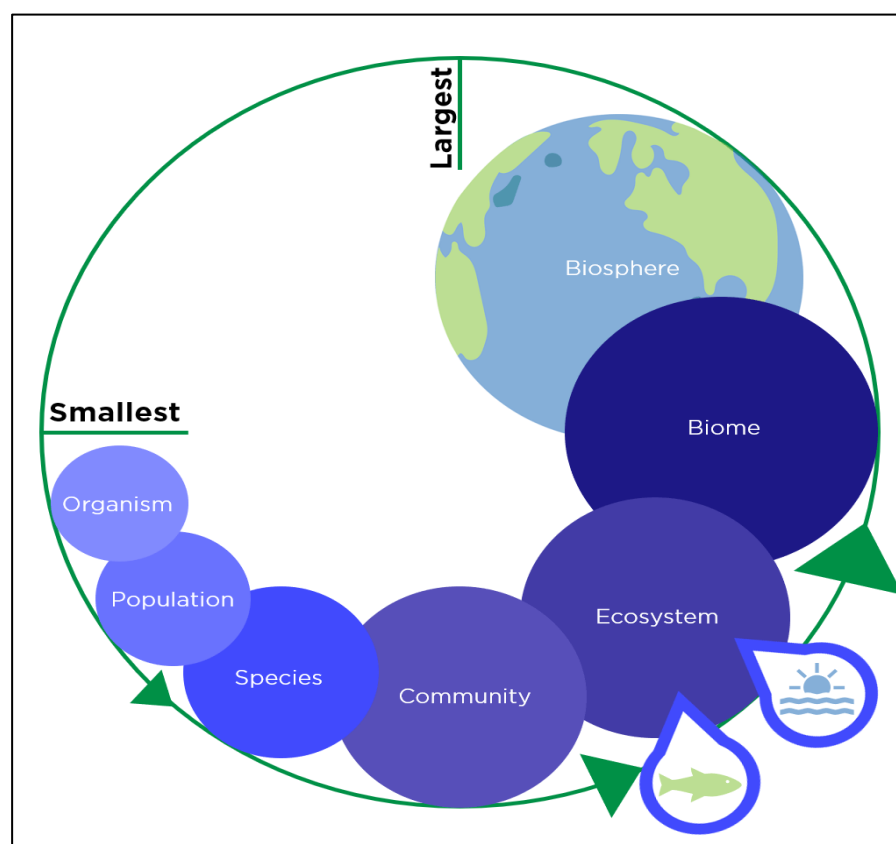 Largest
Biosphere
Biome
Smallest
Organism
Population
Ecosystem
Species
Community